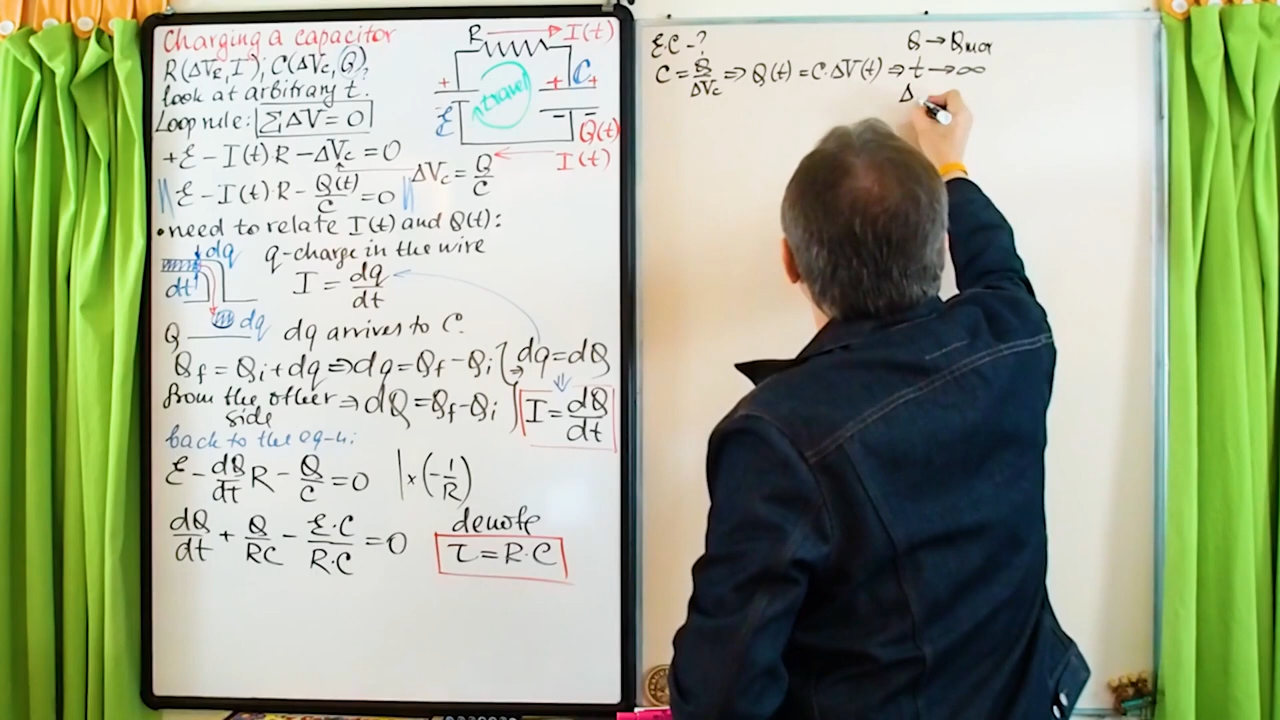 Charging a capacitor
R(ΔV_R, I); C(ΔV_C, Q)?
look at arbitrary t.
Loop rule: ΣΔV = 0
+Ɛ − I(t)R − ΔV_C = 0
ΔV_C = Q/C
Ɛ − I(t)·R − Q(t)/C = 0
R
I(t)
+
+ +
C
travel
Ɛ
− −
Q(t)
I(t)
• need to relate I(t) and Q(t):
dq
q-charge in the wire
dt
I = dq/dt
dq
Q
dq arrives to C.
Q_f = Q_i + dq ⇒ dq = Q_f − Q_i
dq = dQ
from the other side ⇒ dQ = Q_f − Q_i
I = dQ/dt
back to the eq-n:
Ɛ − dQ/dt R − Q/C = 0 | × (−1/R)
dQ/dt + Q/RC − Ɛ·C/R·C = 0
denote
τ = R·C
Ɛ·C − ?
Q → Q_max
C = Q/ΔV_C ⇒ Q(t) = C·ΔV(t) ⇒ t → ∞
Δ